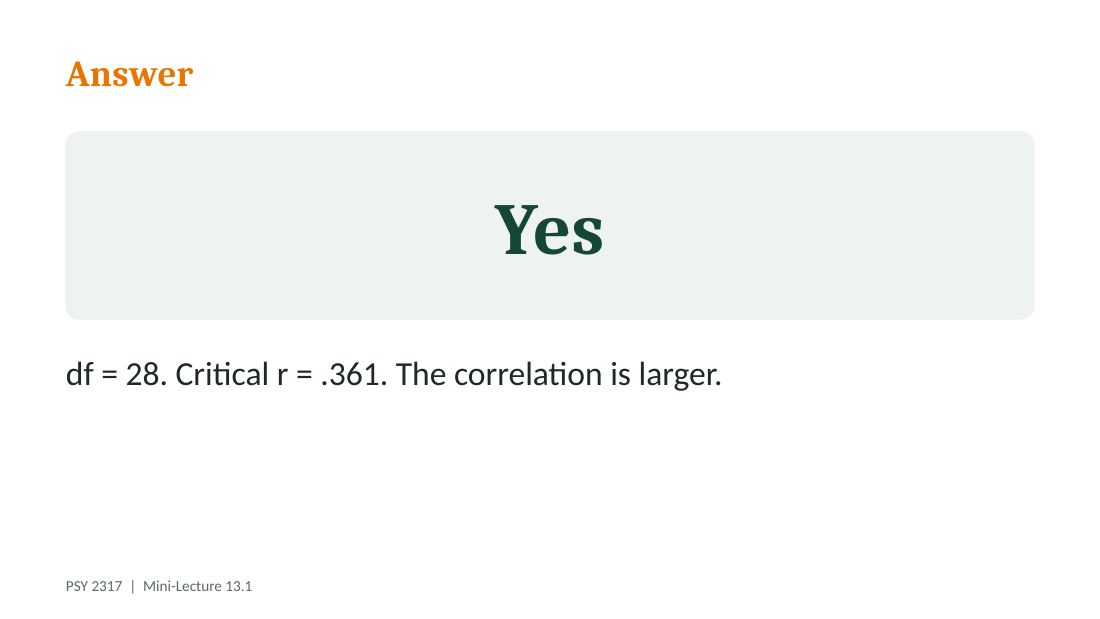 Answer
Yes
df = 28. Critical r = .361. The correlation is larger.
PSY 2317 | Mini-Lecture 13.1